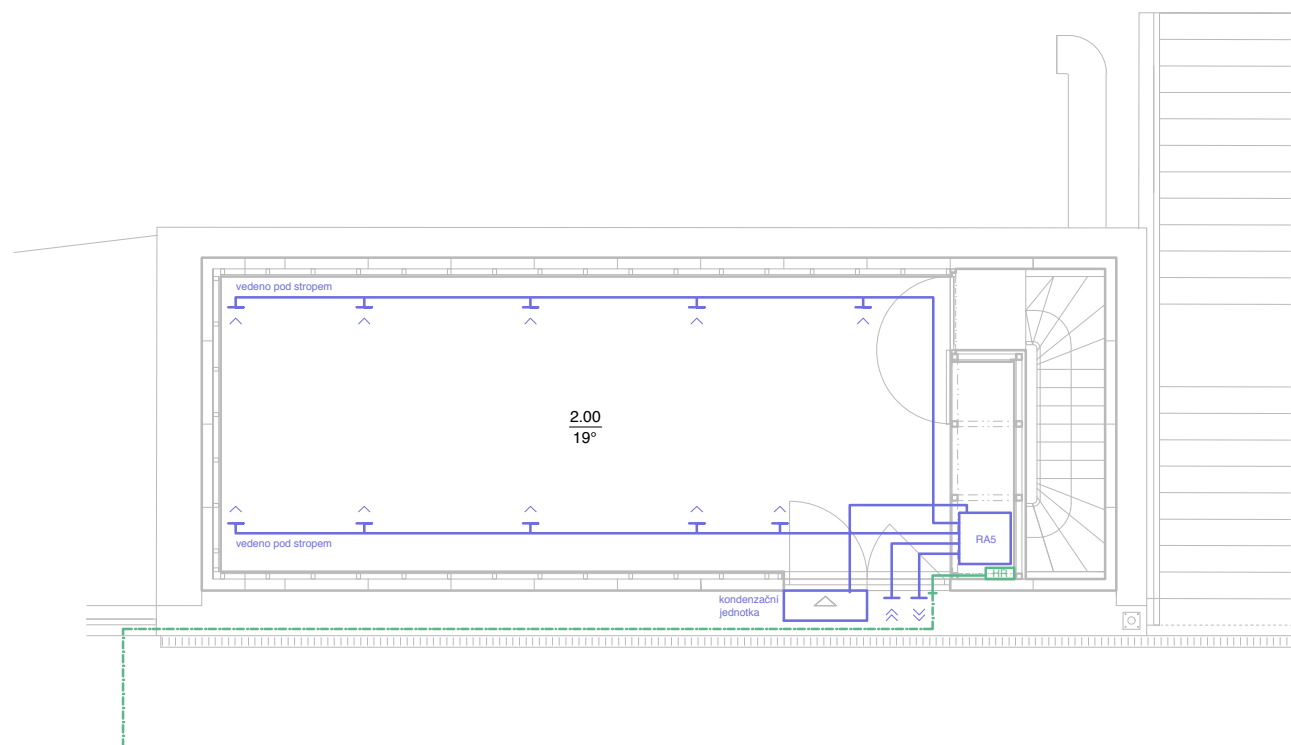 vedeno pod stropem
2.00
19°
RA5
vedeno pod stropem
HR
kondenzační
jednotka